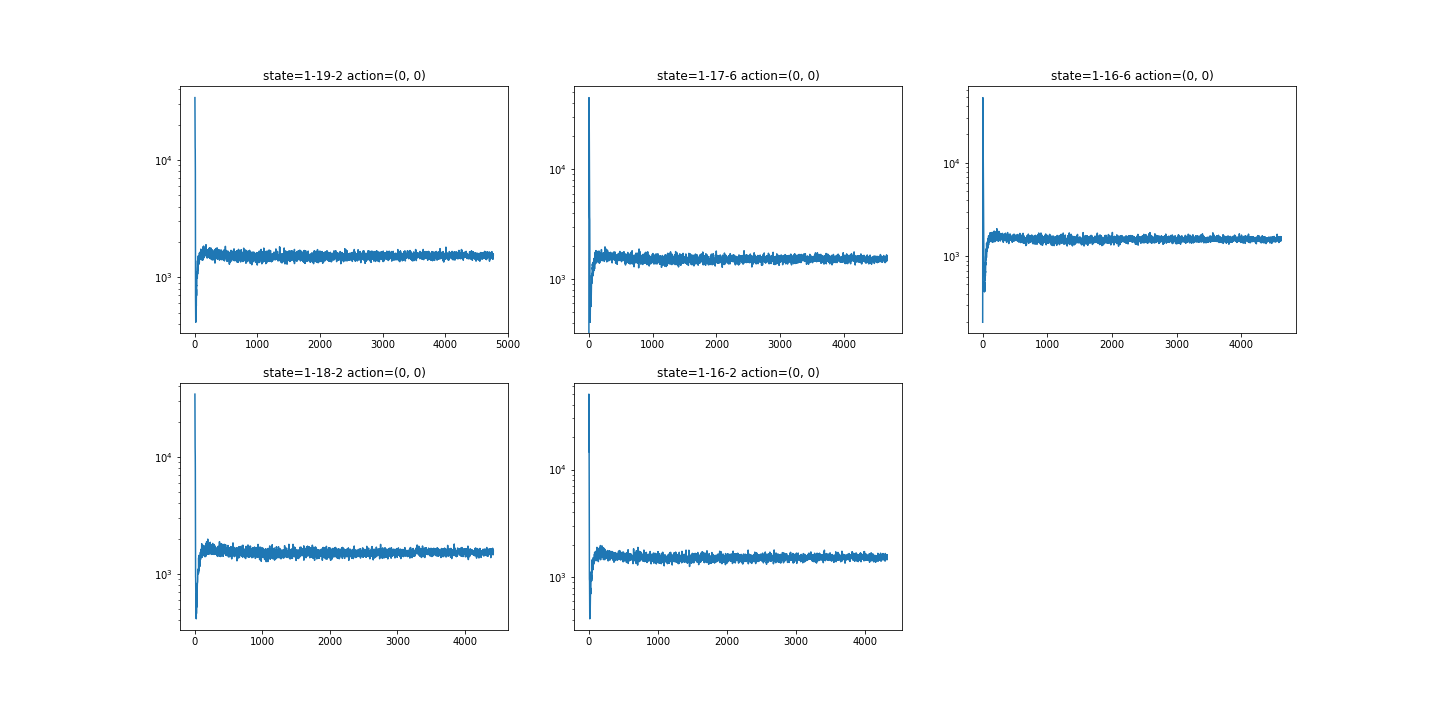 state=1-19-2 action=(0, 0)
10⁴
10³
0 1000 2000 3000 4000 5000
state=1-17-6 action=(0, 0)
10⁴
10³
0 1000 2000 3000 4000
state=1-16-6 action=(0, 0)
10⁴
10³
0 1000 2000 3000 4000
state=1-18-2 action=(0, 0)
10⁴
10³
0 1000 2000 3000 4000
state=1-16-2 action=(0, 0)
10⁴
10³
0 1000 2000 3000 4000